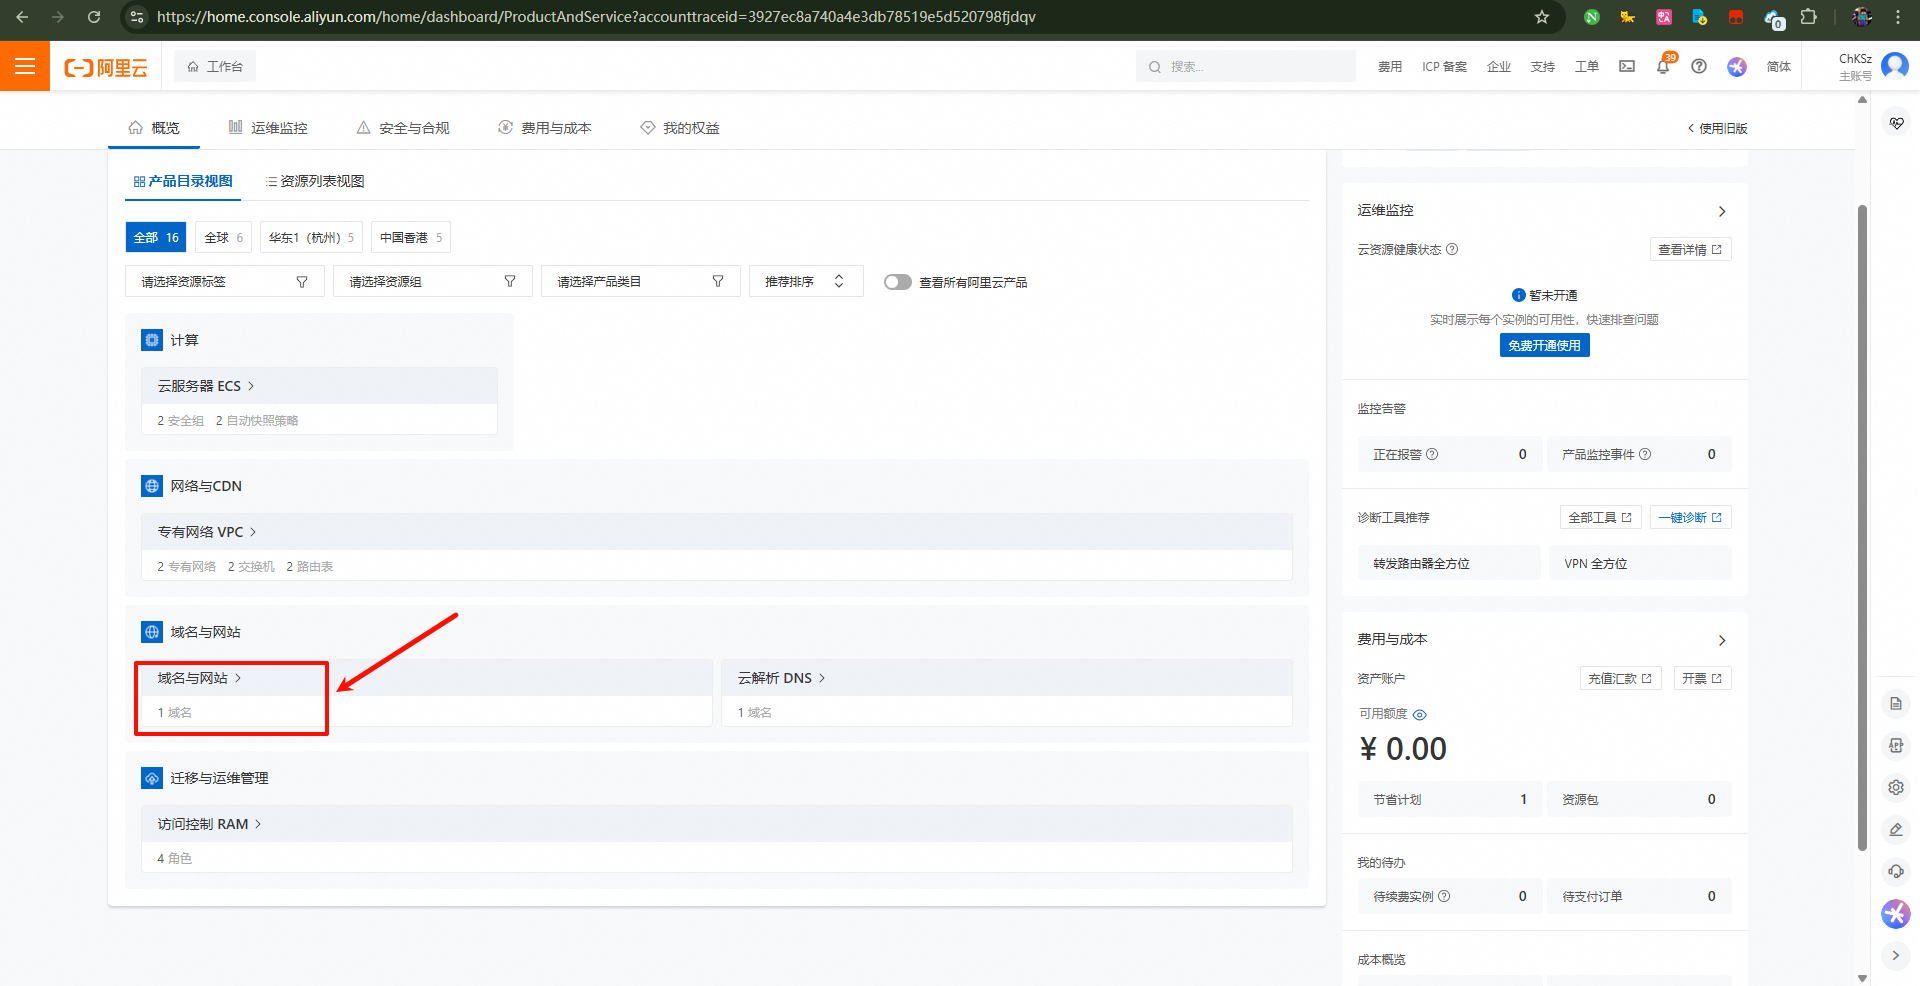 https://home.console.aliyun.com/home/dashboard/ProductAndService?accounttraceid=3927ec8a740a4e3db78519e5d520798fjdqv
0
阿里云
工作台
搜索...
费用
ICP 备案
企业
支持
工单
39
简体
ChKSz
主账号
概览
运维监控
安全与合规
费用与成本
我的权益
使用旧版
产品目录视图
资源列表视图
全部 16
全球 6
华东1（杭州） 5
中国香港 5
请选择资源标签
请选择资源组
请选择产品类目
推荐排序
查看所有阿里云产品
计算
云服务器 ECS
2 安全组 2 自动快照策略
网络与CDN
专有网络 VPC
2 专有网络 2 交换机 2 路由表
域名与网站
域名与网站
1 域名
云解析 DNS
1 域名
迁移与运维管理
访问控制 RAM
4 角色
运维监控
云资源健康状态
查看详情
暂未开通
实时展示每个实例的可用性，快速排查问题
免费开通使用
监控告警
正在报警 0
产品监控事件 0
诊断工具推荐
全部工具
一键诊断
转发路由器全方位
VPN 全方位
费用与成本
资产账户
充值汇款
开票
可用额度
¥ 0.00
节省计划 1
资源包 0
我的待办
待续费实例 0
待支付订单 0
成本概览